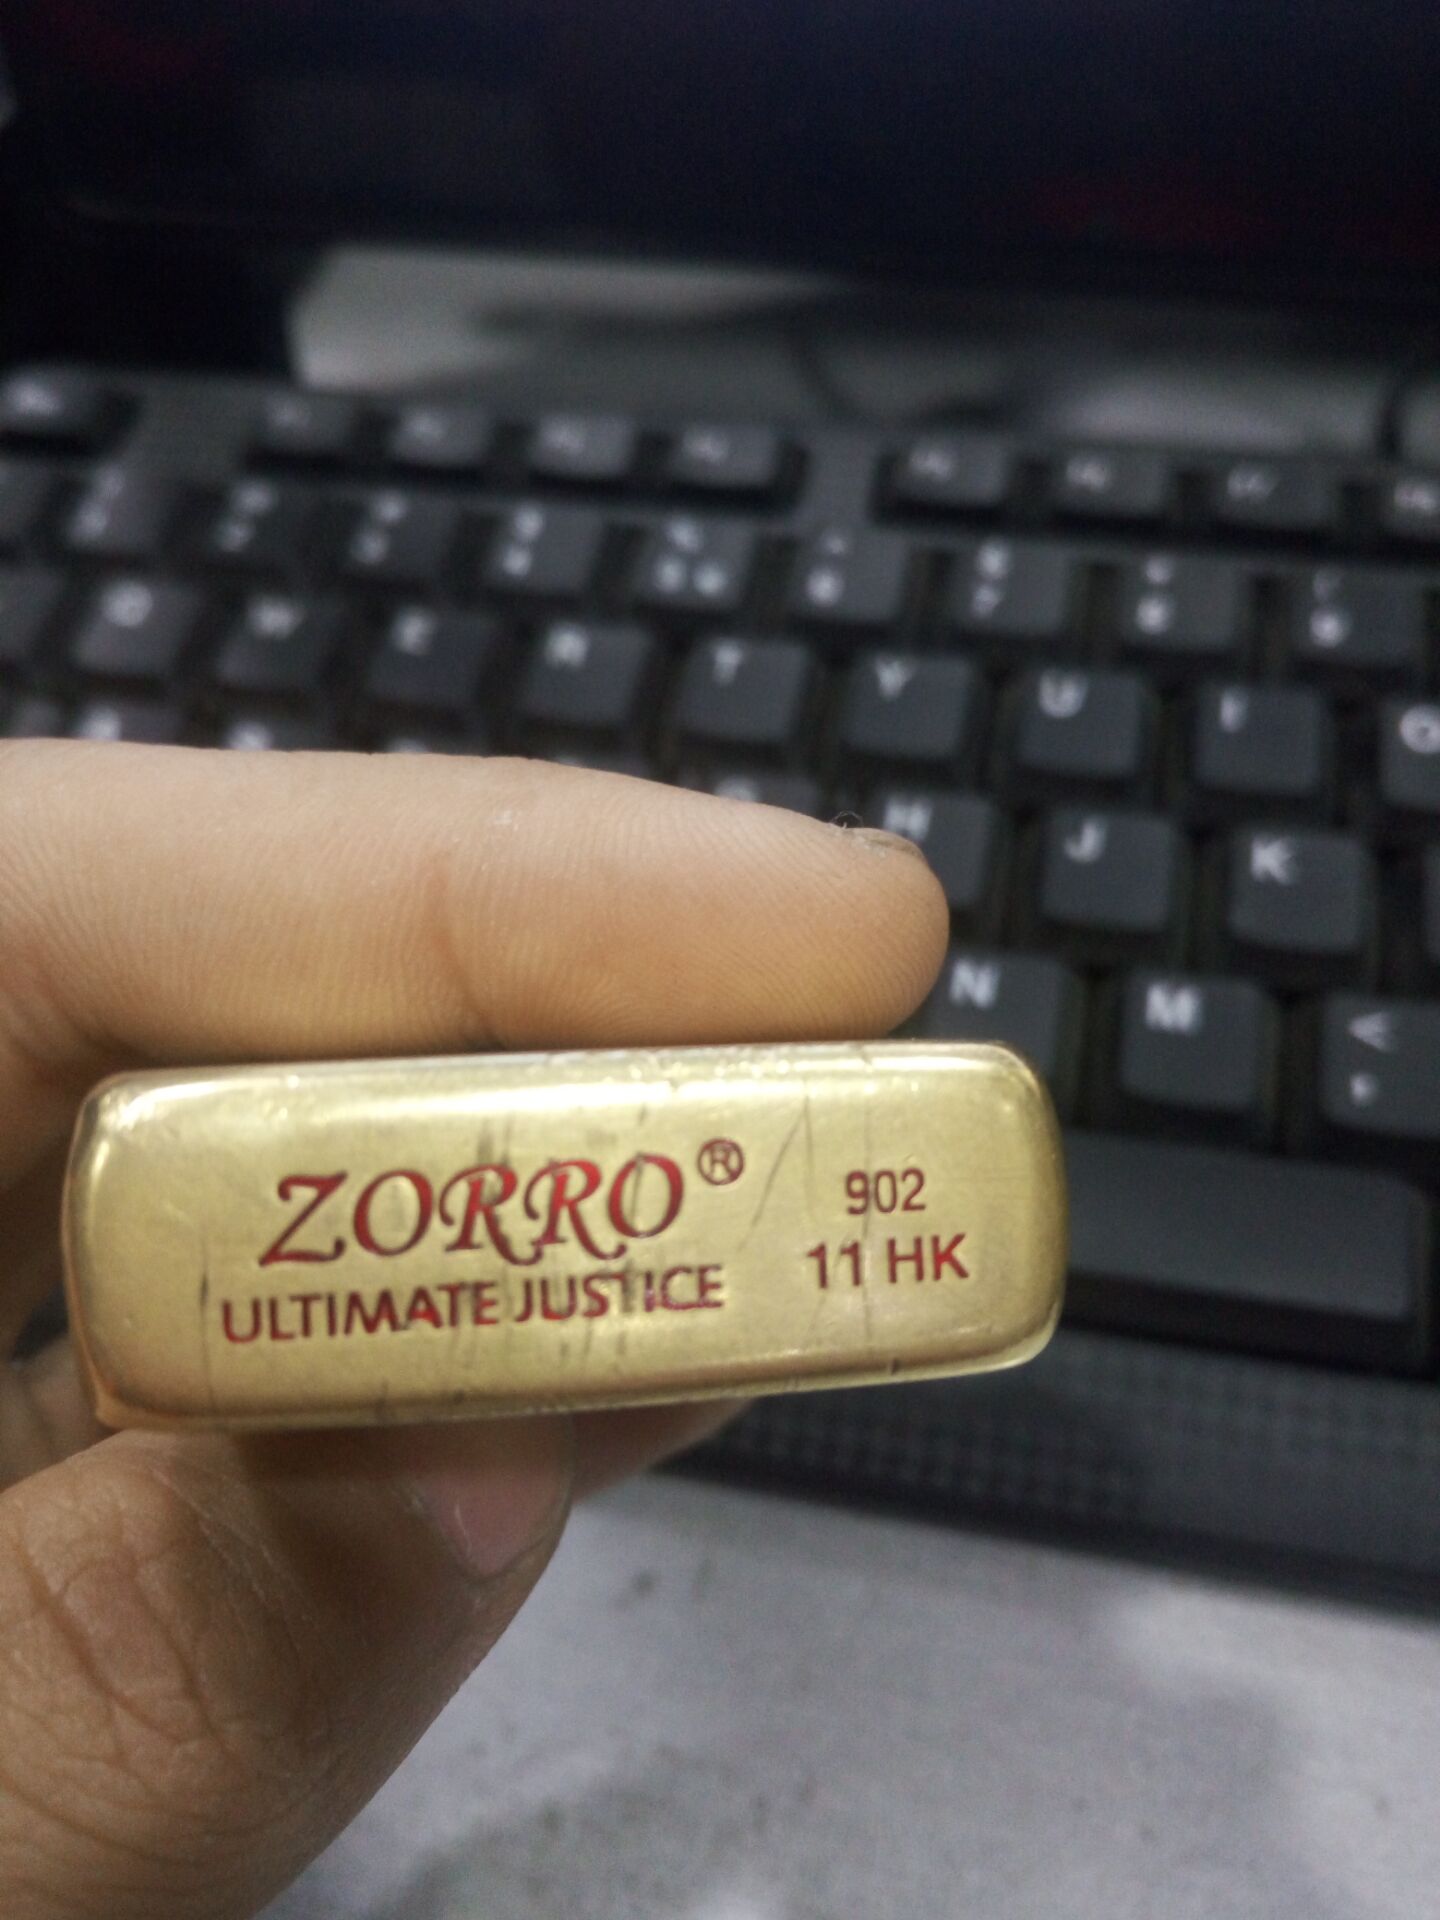 ZORRO®
ULTIMATE JUSTICE
902
11 HK
E R T Y U I O
H J K
N M <
,